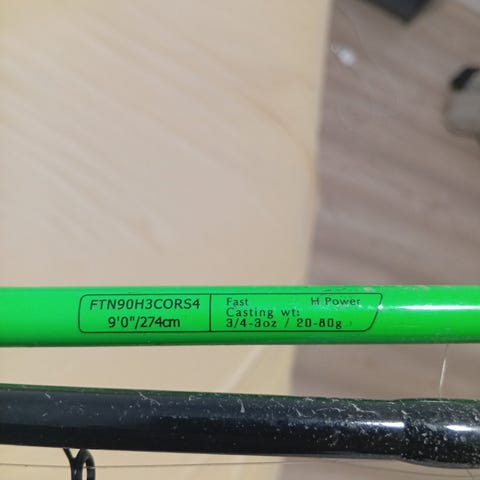 FTN90H3CORS4
9'0"/274cm
Fast H Power
Casting wt:
3/4-3oz / 20-80g